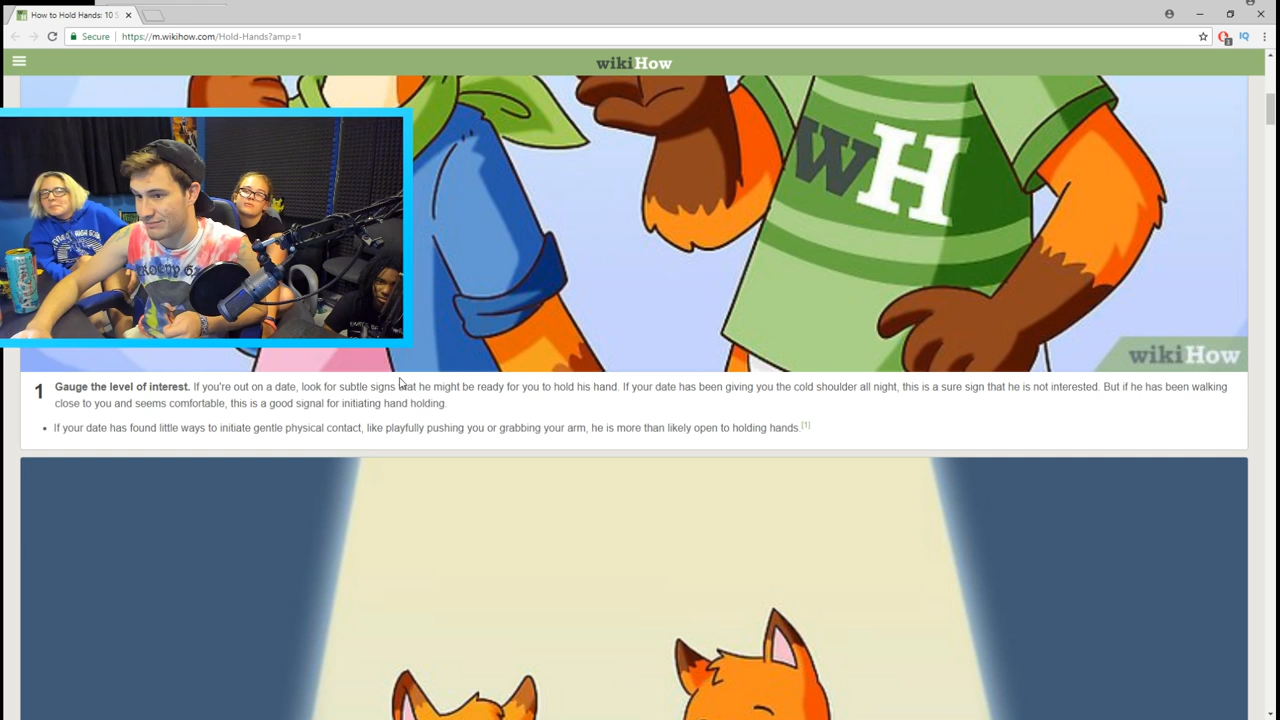 How to Hold Hands: 10 S
Secure
https://m.wikihow.com/Hold-Hands?amp=1
IQ
wikiHow
WH
wikiHow
1
Gauge the level of interest. If you're out on a date, look for subtle signs that he might be ready for you to hold his hand. If your date has been giving you the cold shoulder all night, this is a sure sign that he is not interested. But if he has been walking
close to you and seems comfortable, this is a good signal for initiating hand holding.
• If your date has found little ways to initiate gentle physical contact, like playfully pushing you or grabbing your arm, he is more than likely open to holding hands.[1]